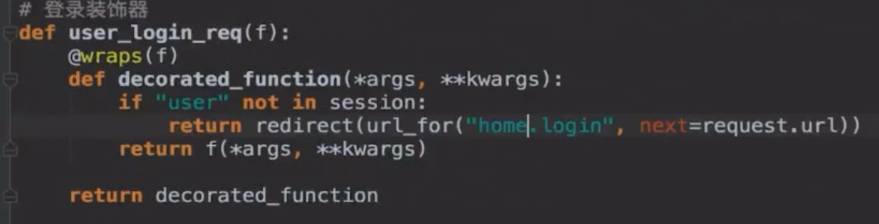 # 登录装饰器
def user_login_req(f):
    @wraps(f)
    def decorated_function(*args, **kwargs):
        if "user" not in session:
            return redirect(url_for("home.login", next=request.url))
        return f(*args, **kwargs)

    return decorated_function